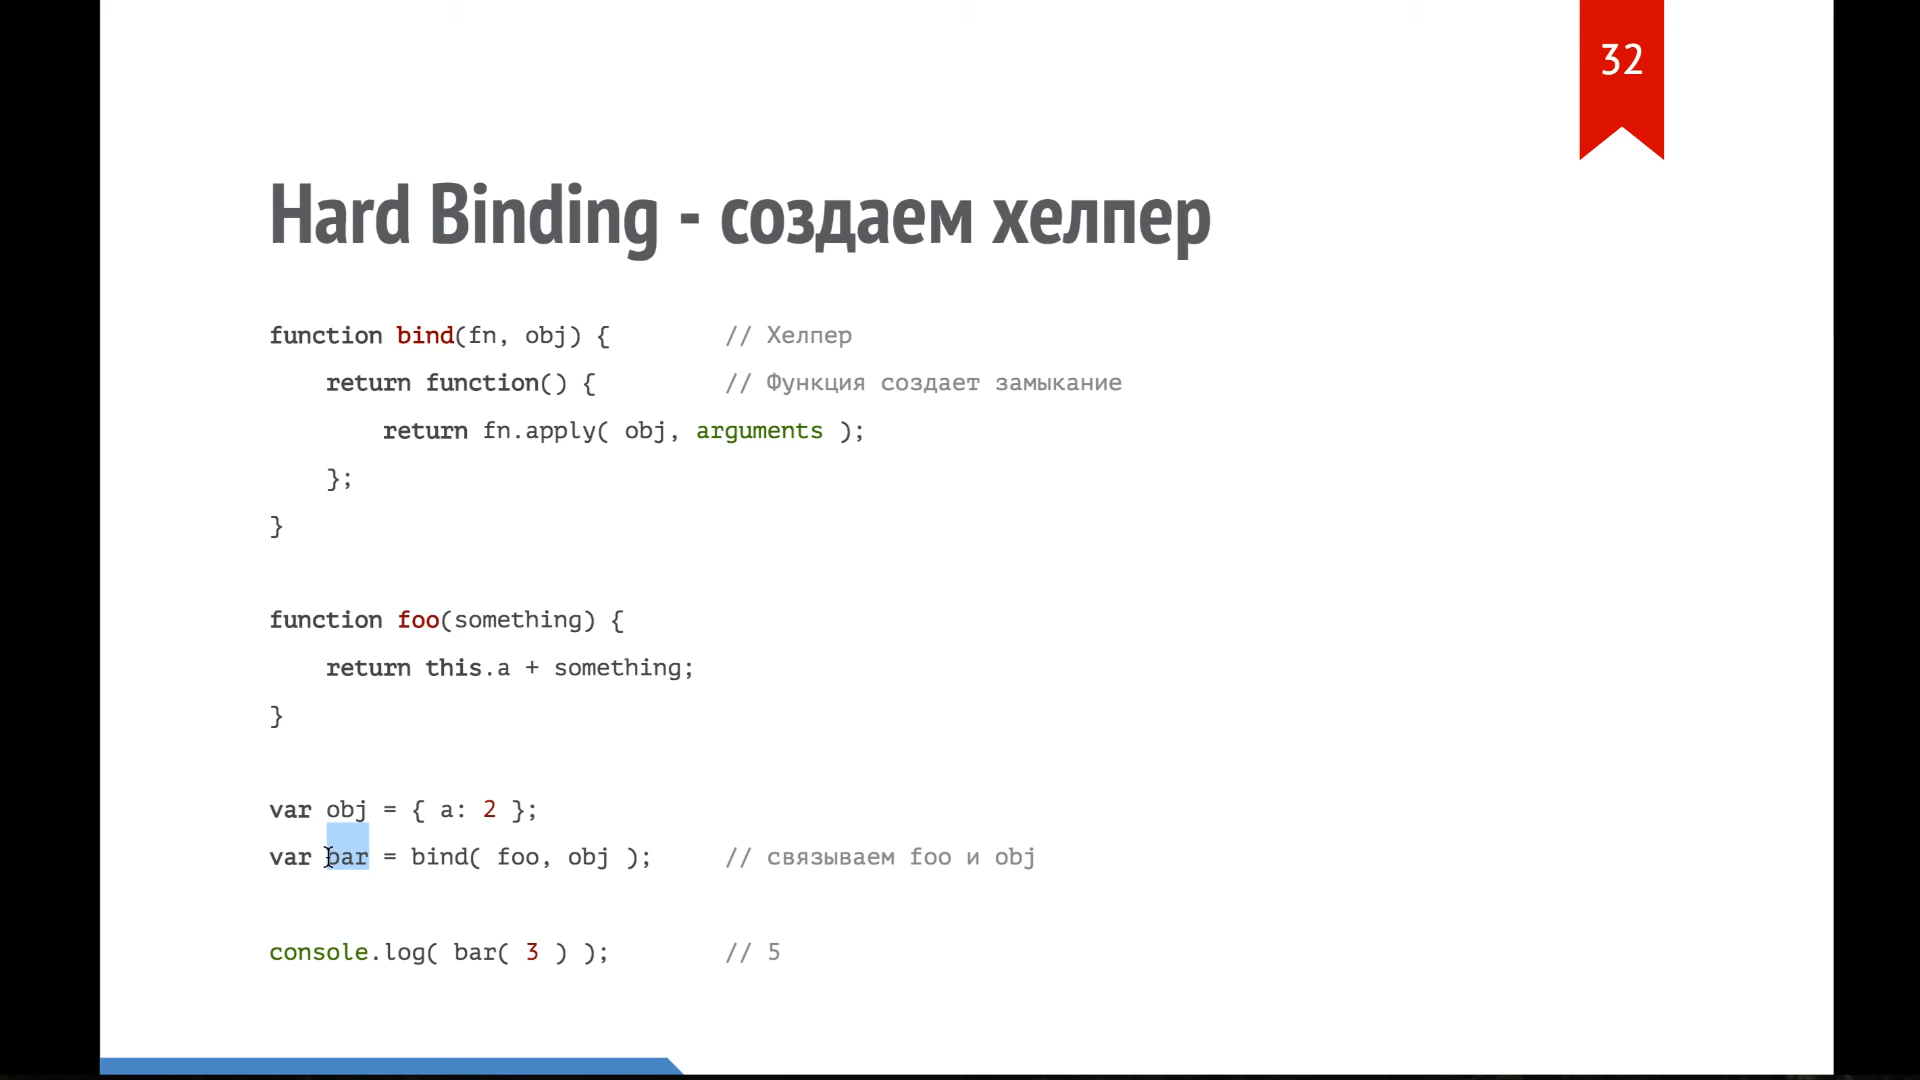 32
Hard Binding - создаем хелпер
function bind(fn, obj) { // Хелпер
return function() { // Функция создает замыкание
return fn.apply( obj, arguments );
};
}
function foo(something) {
return this.a + something;
}
var obj = { a: 2 };
var bar = bind( foo, obj ); // связываем foo и obj
console.log( bar( 3 ) ); // 5